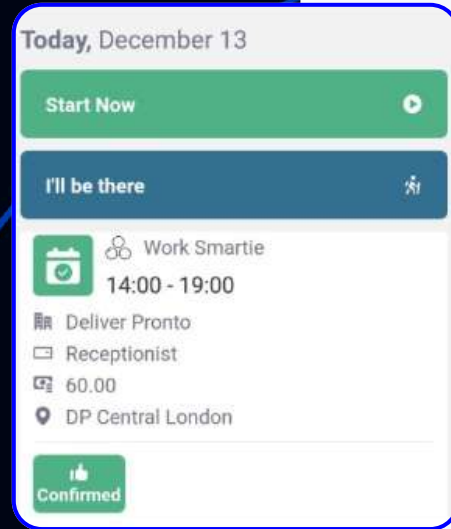 Today, December 13
Start Now
I'll be there
Work Smartie
14:00 - 19:00
Deliver Pronto
Receptionist
60.00
DP Central London
Confirmed